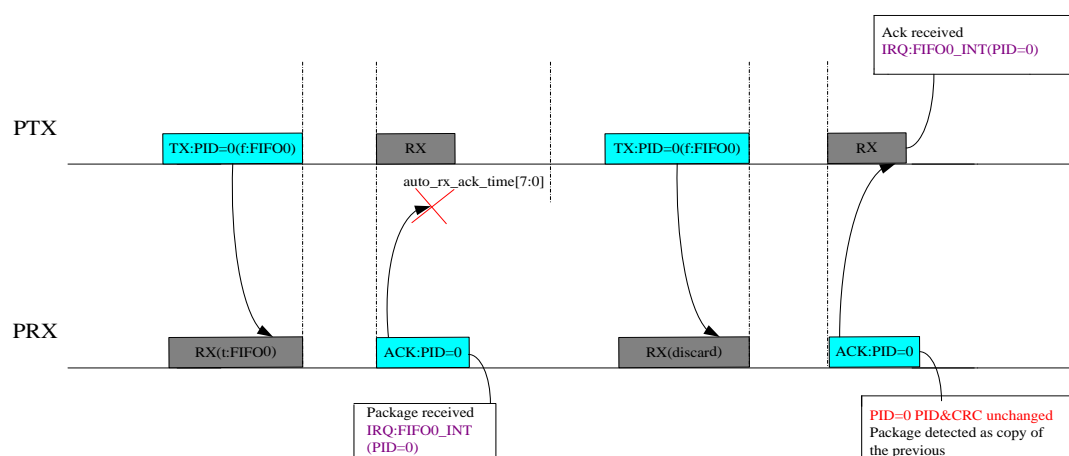 Ack received
IRQ:FIFO0_INT(PID=0)
PTX
TX:PID=0(f:FIFO0)
RX
TX:PID=0(f:FIFO0)
RX
auto_rx_ack_time[7:0]
PRX
RX(t:FIFO0)
ACK:PID=0
RX(discard)
ACK:PID=0
Package received
IRQ:FIFO0_INT
(PID=0)
PID=0 PID&CRC unchanged
Package detected as copy of
the previous